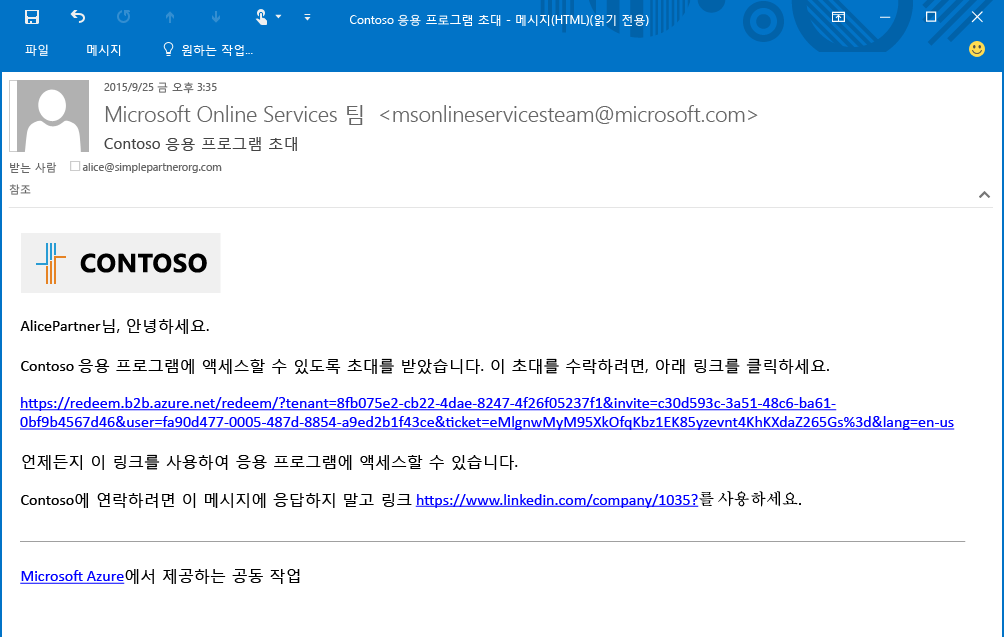 Contoso 응용 프로그램 초대 - 메시지(HTML)(읽기 전용)
파일 메시지 원하는 작업...
2015/9/25 금 오후 3:35
Microsoft Online Services 팀 <msonlineservicesteam@microsoft.com>
Contoso 응용 프로그램 초대
받는 사람 alice@simplepartnerorg.com
참조
CONTOSO
AlicePartner님, 안녕하세요.
Contoso 응용 프로그램에 액세스할 수 있도록 초대를 받았습니다. 이 초대를 수락하려면, 아래 링크를 클릭하세요.
https://redeem.b2b.azure.net/redeem/?tenant=8fb075e2-cb22-4dae-8247-4f26f05237f1&invite=c30d593c-3a51-48c6-ba61-
0bf9b4567d46&user=fa90d477-0005-487d-8854-a9ed2b1f43ce&ticket=eMlgnwMyM95XkOfqKbz1EK85yzevnt4KhKXdaZ265Gs%3d&lang=en-us
언제든지 이 링크를 사용하여 응용 프로그램에 액세스할 수 있습니다.
Contoso에 연락하려면 이 메시지에 응답하지 말고 링크 https://www.linkedin.com/company/1035?를 사용하세요.
Microsoft Azure에서 제공하는 공동 작업